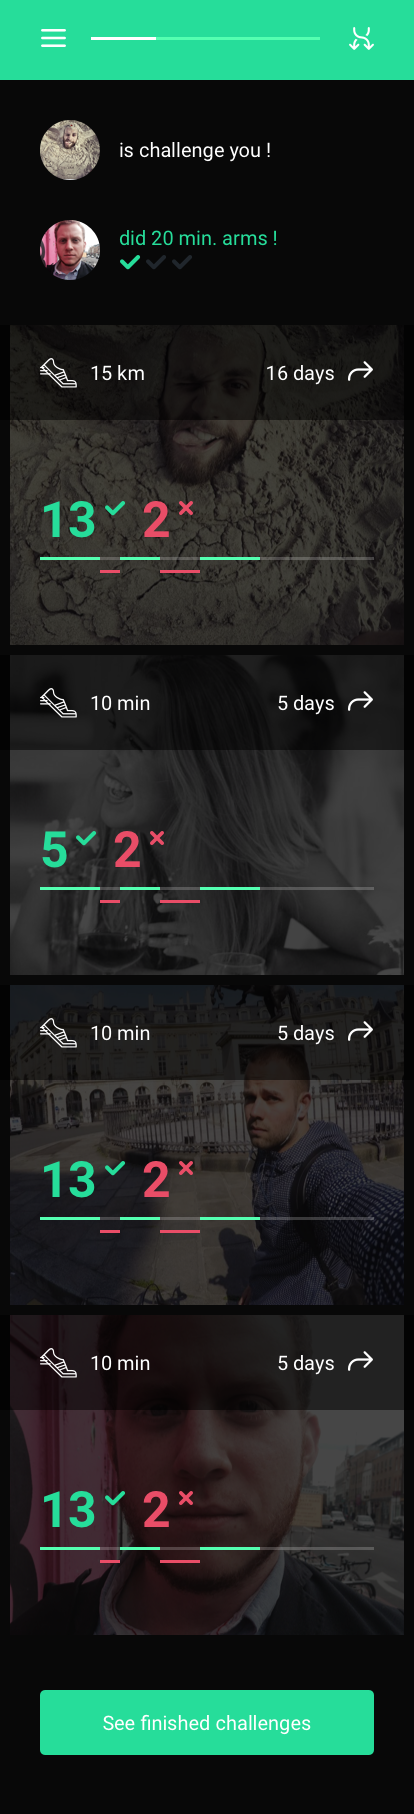 is challenge you !
did 20 min. arms !
15 km 16 days
13 2
10 min 5 days
5 2
10 min 5 days
13 2
10 min 5 days
13 2
See finished challenges